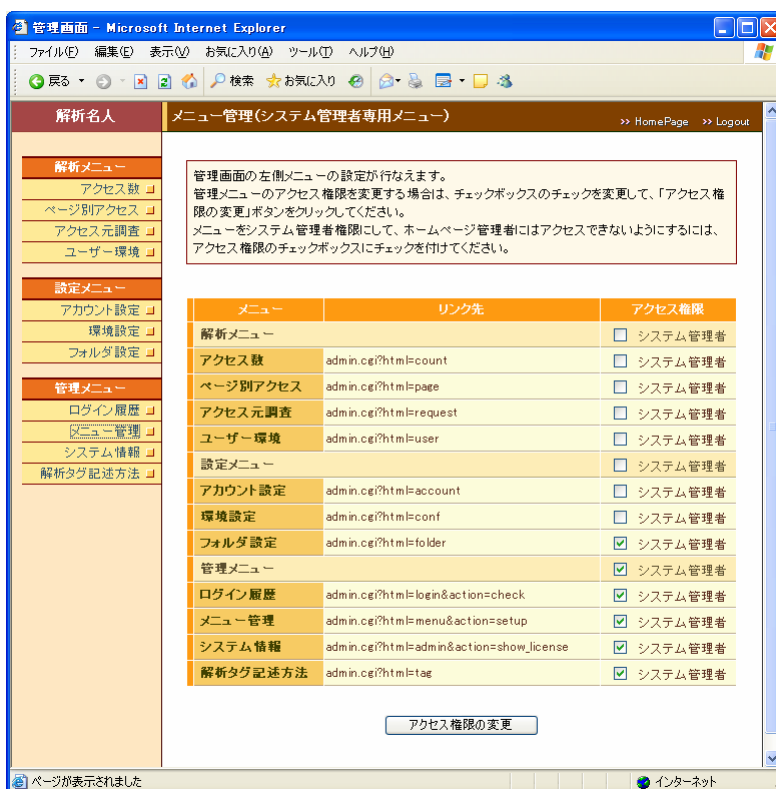 管理画面 - Microsoft Internet Explorer
ファイル(F) 編集(E) 表示(V) お気に入り(A) ツール(T) ヘルプ(H)
戻る 検索 お気に入り
解析名人
メニュー管理(システム管理者専用メニュー)
>> HomePage >> Logout
解析メニュー
アクセス数
ページ別アクセス
アクセス元調査
ユーザー環境
設定メニュー
アカウント設定
環境設定
フォルダ設定
管理メニュー
ログイン履歴
メニュー管理
システム情報
解析タグ記述方法
管理画面の左側メニューの設定が行なえます。
管理メニューのアクセス権限を変更する場合は、チェックボックスのチェックを変更して、「アクセス権
限の変更」ボタンをクリックしてください。
メニューをシステム管理者権限にして、ホームページ管理者にはアクセスできないようにするには、
アクセス権限のチェックボックスにチェックを付けてください。
メニュー リンク先 アクセス権限
解析メニュー システム管理者
アクセス数 admin.cgi?html=count システム管理者
ページ別アクセス admin.cgi?html=page システム管理者
アクセス元調査 admin.cgi?html=request システム管理者
ユーザー環境 admin.cgi?html=user システム管理者
設定メニュー システム管理者
アカウント設定 admin.cgi?html=account システム管理者
環境設定 admin.cgi?html=conf システム管理者
フォルダ設定 admin.cgi?html=folder システム管理者
管理メニュー システム管理者
ログイン履歴 admin.cgi?html=login&action=check システム管理者
メニュー管理 admin.cgi?html=menu&action=setup システム管理者
システム情報 admin.cgi?html=admin&action=show_license システム管理者
解析タグ記述方法 admin.cgi?html=tag システム管理者
アクセス権限の変更
ページが表示されました インターネット